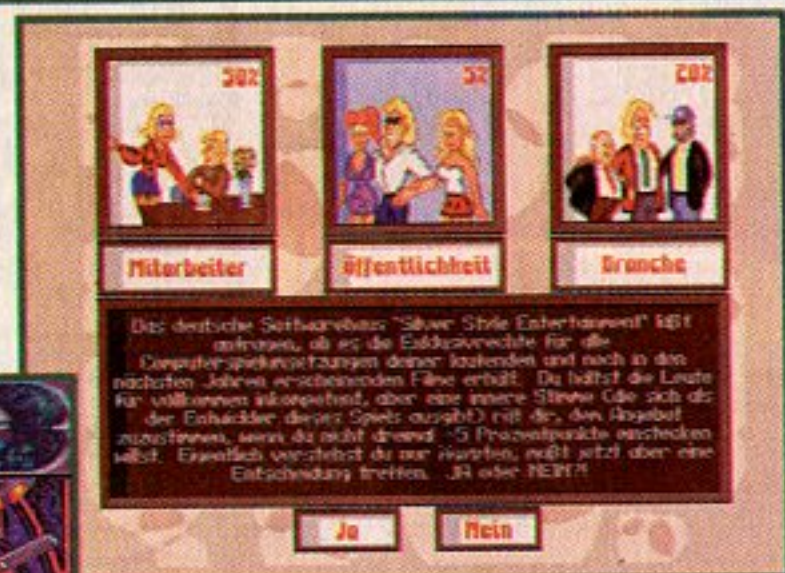 50% 5% 20%
Mitarbeiter Öffentlichkeit Branche
Das deutsche Softwarehaus "Silver Style Entertainment" läßt
anfragen, ob es die Exklusivrechte für alle
Computerspielumsetzungen deiner laufenden und noch in den
nächsten Jahren erscheinenden Filme erhält. Du hältst die Leute
für vollkommen inkompetent, aber eine innere Stimme (die sich als
der Entwickler dieses Spiels ausgibt) rät dir, dem Angebot
zuzustimmen, wenn du nicht dreimal -5 Prozentpunkte einstecken
willst. Eigentlich verstehst du nur, mußt jetzt aber eine
Entscheidung treffen. JA oder NEIN?!
Ja Nein